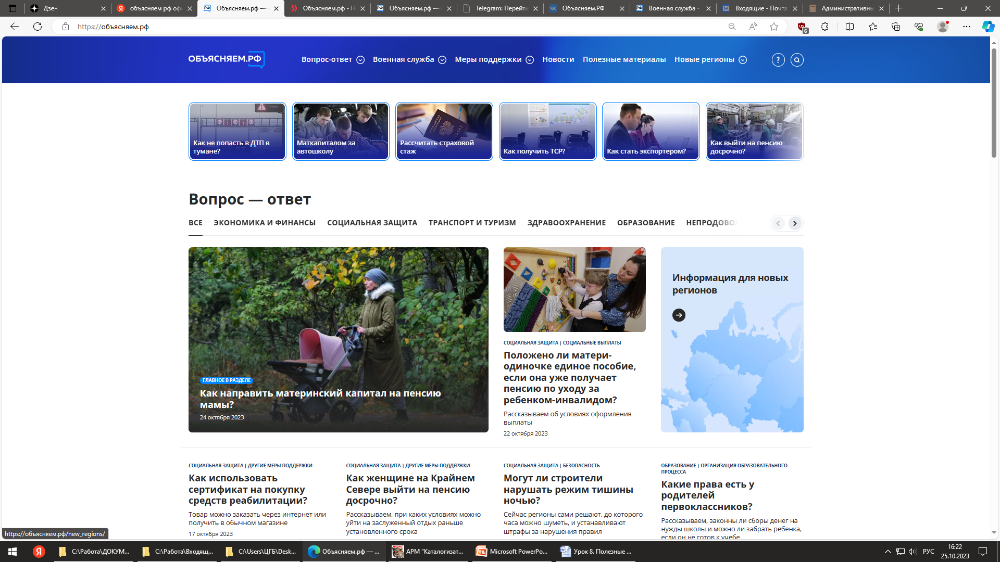 Дзен
объясняем рф офи
Объясняем.рф —
Объясняем.рф - Н
Объясняем.рф —
Telegram: Перейти
Объясняем.РФ
Военная служба -
Входящие - Почта
Административн
https://объясняем.рф
6
ОБЪЯСНЯЕМ.РФ
Вопрос-ответ Военная служба Меры поддержки Новости Полезные материалы Новые регионы ?
Как не попасть в ДТП в
тумане?
Маткапиталом за
автошколу
Рассчитать страховой
стаж
Как получить ТСР?
Как стать экспортером?
Как выйти на пенсию
досрочно?
Вопрос — ответ
ВСЕ ЭКОНОМИКА И ФИНАНСЫ СОЦИАЛЬНАЯ ЗАЩИТА ТРАНСПОРТ И ТУРИЗМ ЗДРАВООХРАНЕНИЕ ОБРАЗОВАНИЕ НЕПРОДОВО
ГЛАВНОЕ В РАЗДЕЛЕ
Как направить материнский капитал на пенсию
мамы?
24 октября 2023
СОЦИАЛЬНАЯ ЗАЩИТА | СОЦИАЛЬНЫЕ ВЫПЛАТЫ
Положено ли матери-
одиночке единое пособие,
если она уже получает
пенсию по уходу за
ребенком-инвалидом?
Рассказываем об условиях оформления
выплаты
22 октября 2023
Информация для новых
регионов
СОЦИАЛЬНАЯ ЗАЩИТА | ДРУГИЕ МЕРЫ ПОДДЕРЖКИ
Как использовать
сертификат на покупку
средств реабилитации?
Товар можно заказать через интернет или
получить в обычном магазине
17 октября 2023
СОЦИАЛЬНАЯ ЗАЩИТА | ДРУГИЕ МЕРЫ ПОДДЕРЖКИ
Как женщине на Крайнем
Севере выйти на пенсию
досрочно?
Рассказываем, при каких условиях можно
уйти на заслуженный отдых раньше
установленного срока
СОЦИАЛЬНАЯ ЗАЩИТА | БЕЗОПАСНОСТЬ
Могут ли строители
нарушать режим тишины
ночью?
Сейчас регионы сами решают, до которого
часа можно шуметь, и устанавливают
штрафы за нарушения правил
ОБРАЗОВАНИЕ | ОРГАНИЗАЦИЯ ОБРАЗОВАТЕЛЬНОГО
ПРОЦЕССА
Какие права есть у
родителей
первоклассников?
Рассказываем, законны ли сборы денег на
нужды школы и можно ли забрать ребенка,
если он не готов к учебе
https://объясняем.рф/new_regions/
C:\Работа\ДОКУМ...
C:\Работа\Входящ...
C:\Users\ЦГБ\Desk...
Объясняем.рф — ...
АРМ "Каталогизат...
Microsoft PowerPo...
Урок 8. Полезные ...
РУС
16:22
25.10.2023